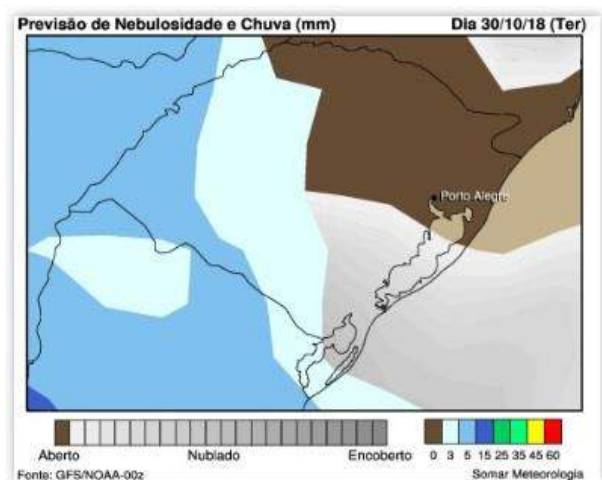 Previsão de Nebulosidade e Chuva (mm) Dia 30/10/18 (Ter)
Porto Alegre
Aberto Nublado Encoberto
0 3 5 15 25 35 45 60
Fonte: GFS/NOAA-00z Somar Meteorologia